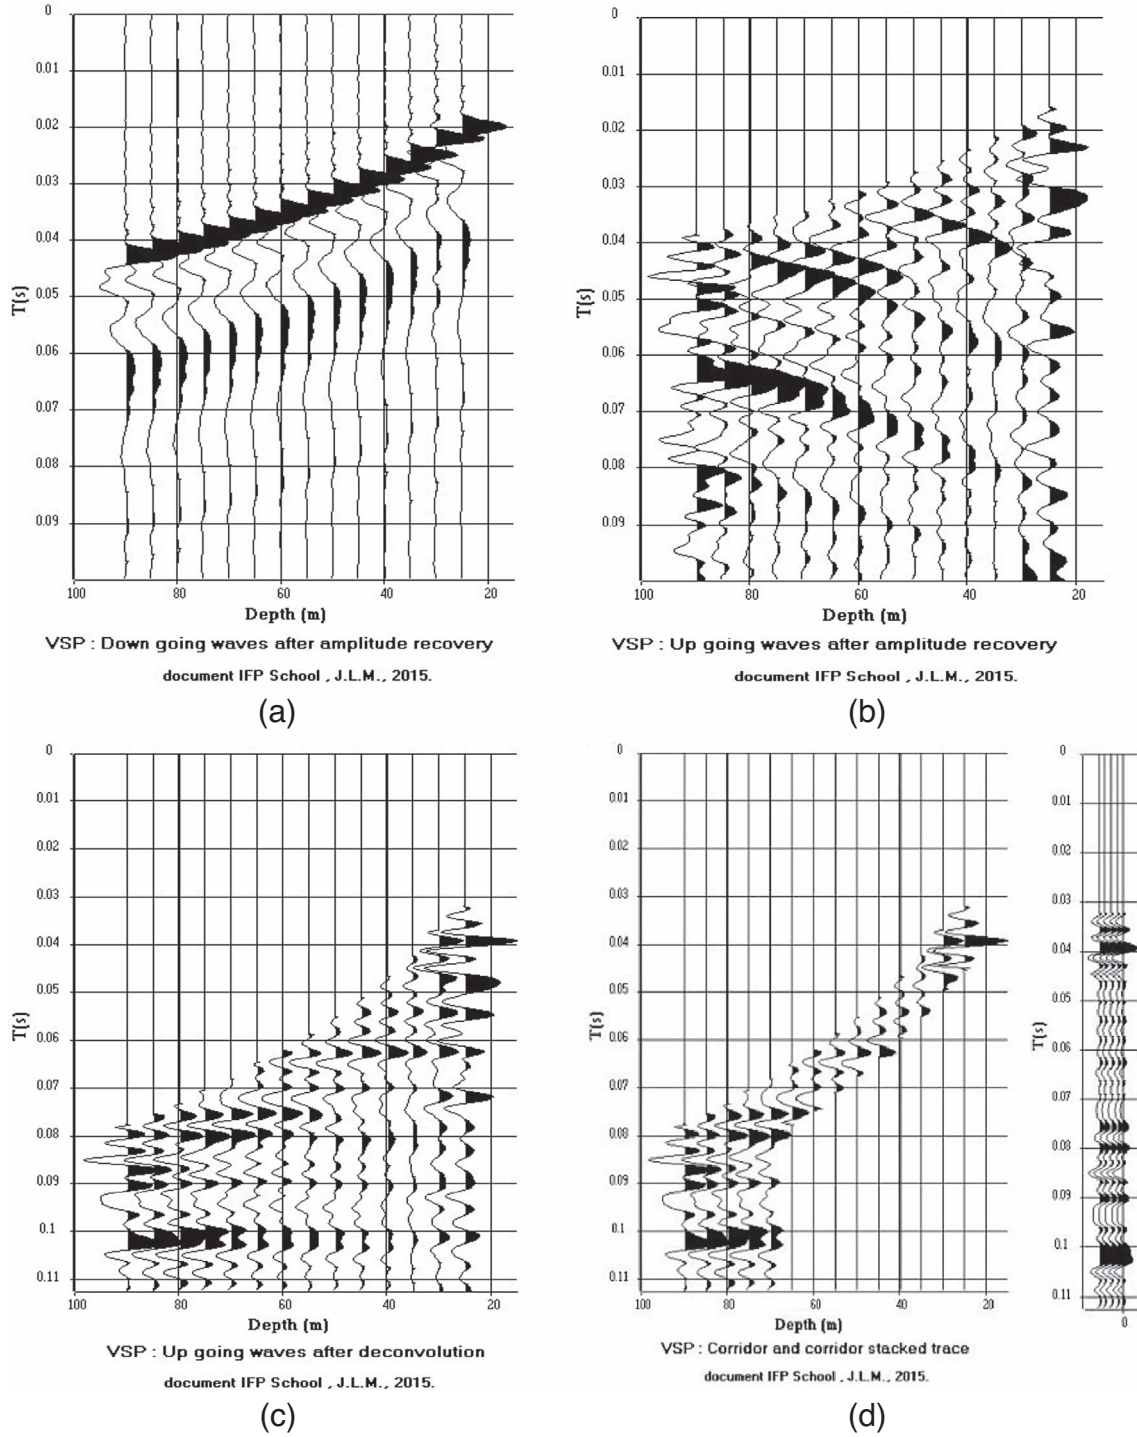 0
0.01
0.02
0.03
0.04
0.05
0.06
0.07
0.08
0.09
T(s)
100 80 60 40 20
Depth (m)
VSP : Down going waves after amplitude recovery
document IFP School , J.L.M., 2015.
(a)
0
0.01
0.02
0.03
0.04
0.05
0.06
0.07
0.08
0.09
T(s)
100 80 60 40 20
Depth (m)
VSP : Up going waves after amplitude recovery
document IFP School , J.L.M., 2015.
(b)
0
0.01
0.02
0.03
0.04
0.05
0.06
0.07
0.08
0.09
0.1
0.11
T(s)
100 80 60 40 20
Depth (m)
VSP : Up going waves after deconvolution
document IFP School , J.L.M., 2015.
(c)
0
0.01
0.02
0.03
0.04
0.05
0.06
0.07
0.08
0.09
0.1
0.11
T(s)
100 80 60 40 20
Depth (m)
0
0.01
0.02
0.03
0.04
0.05
0.06
0.07
0.08
0.09
0.1
0.11
T(s)
0
VSP : Corridor and corridor stacked trace
document IFP School , J.L.M., 2015.
(d)